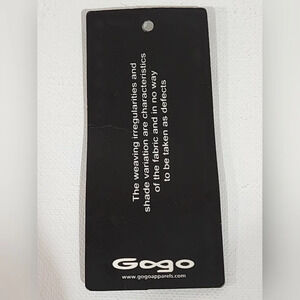 The weaving irregularities and
shade variation are characteristics
of the fabric and in no way
to be taken as defects
Gogo
www.gogoapparels.com